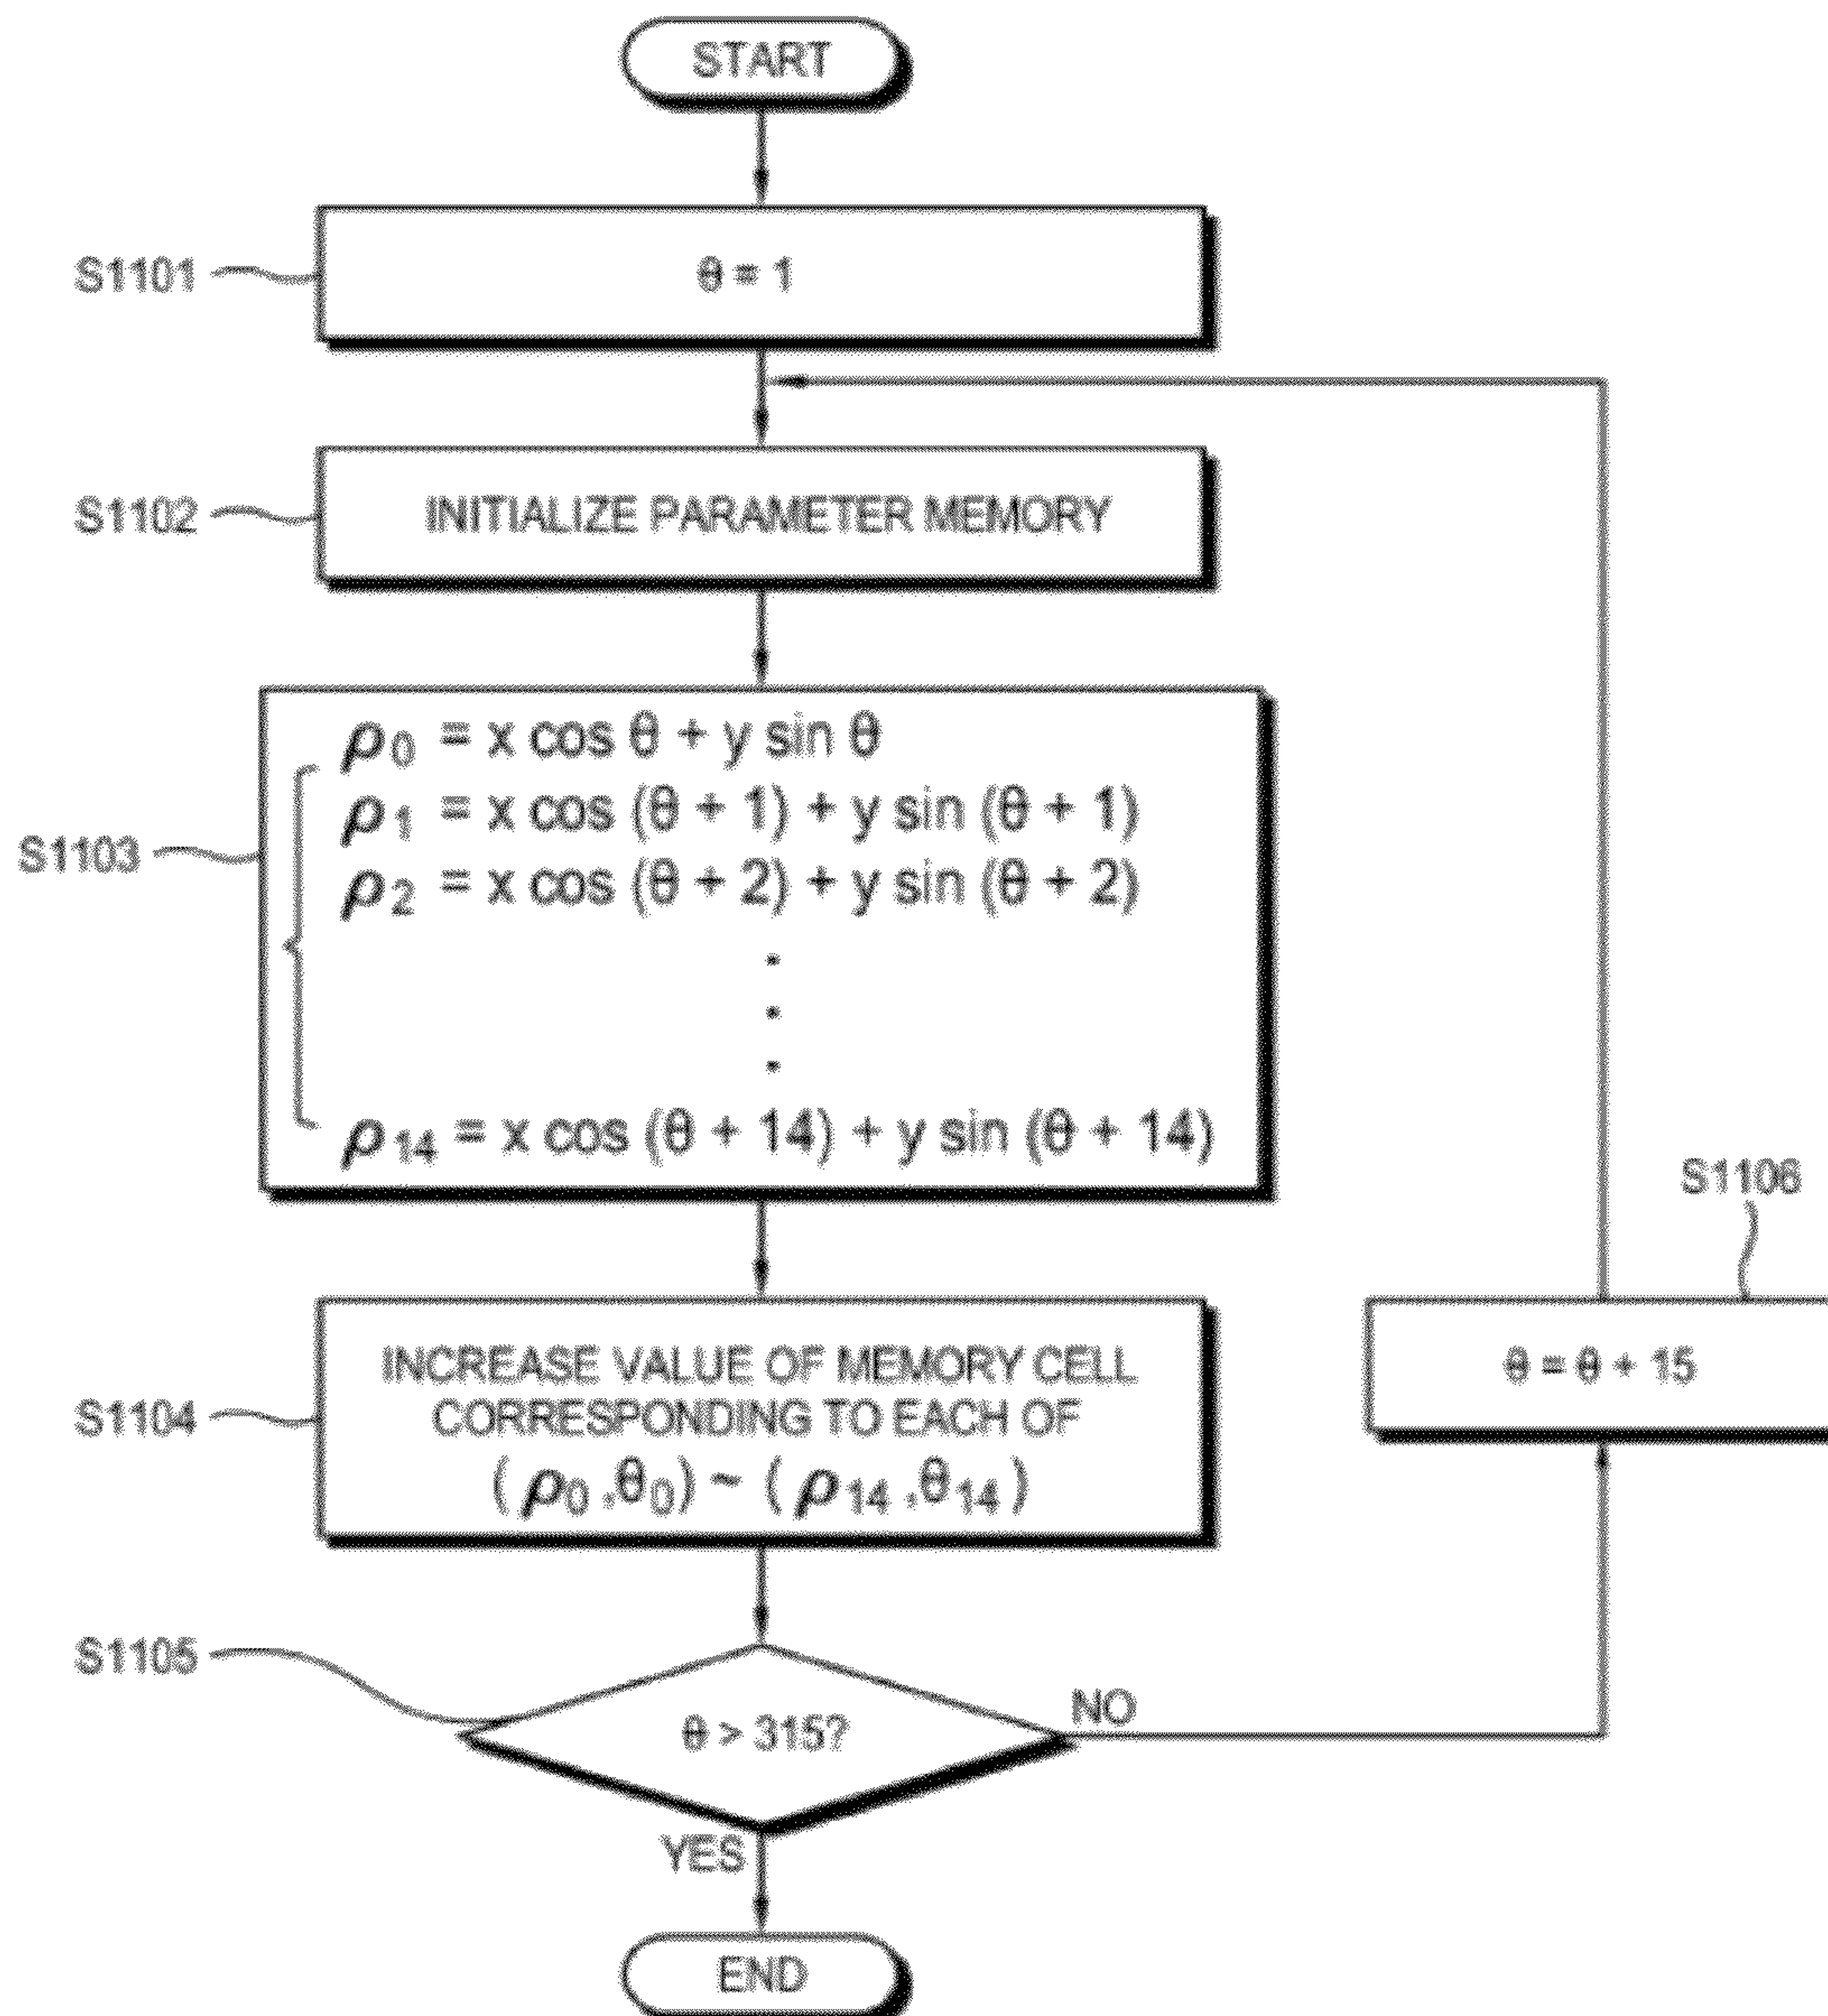 START
S1101
θ = 1
S1102
INITIALIZE PARAMETER MEMORY
S1103
ρ0 = x cos θ + y sin θ
ρ1 = x cos (θ + 1) + y sin (θ + 1)
ρ2 = x cos (θ + 2) + y sin (θ + 2)
.
.
.
ρ14 = x cos (θ + 14) + y sin (θ + 14)
S1104
INCREASE VALUE OF MEMORY CELL
CORRESPONDING TO EACH OF
(ρ0,θ0) ~ (ρ14,θ14)
S1106
θ = θ + 15
S1105
θ > 315?
NO
YES
END